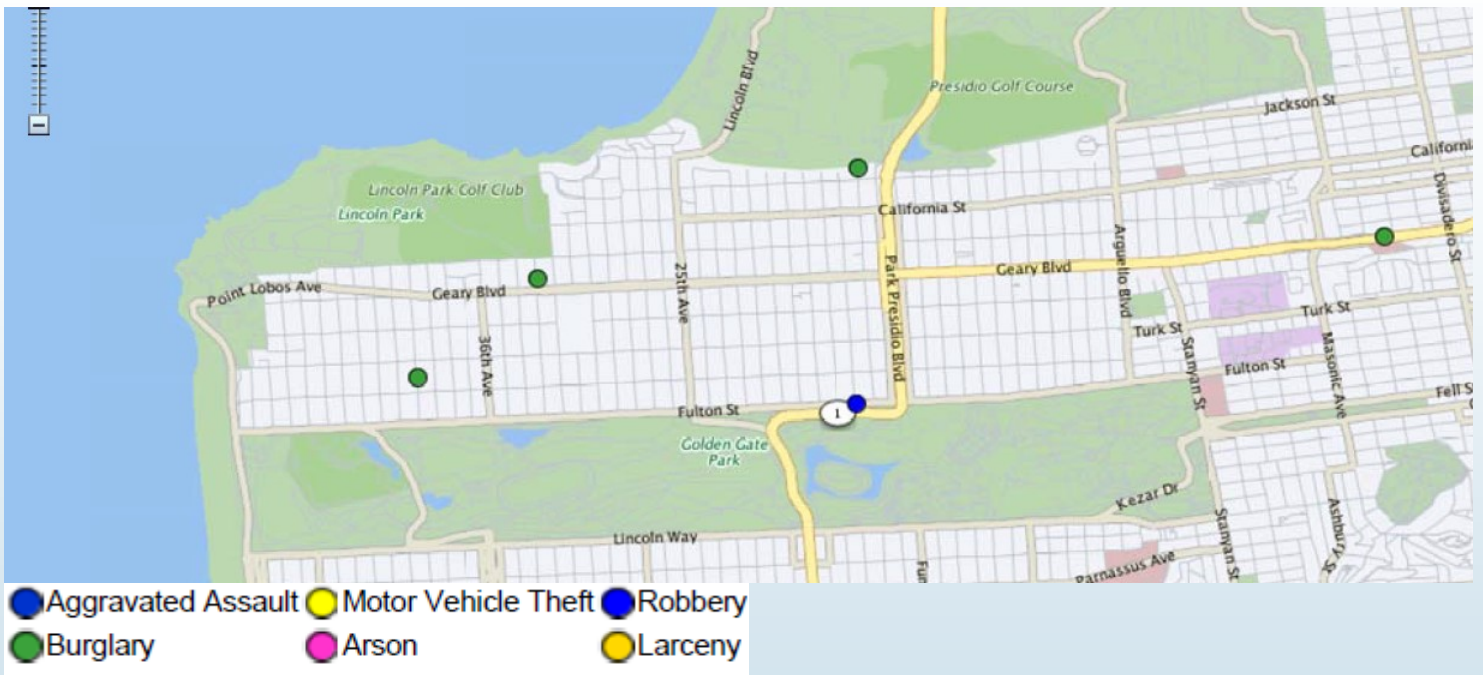 Lincoln Blvd
Presidio Golf Course
Jackson St
California
Lincoln Park Golf Club
Lincoln Park
California St
Divisadero St
Arguello Blvd
Point Lobos Ave
Geary Blvd
25th Ave
Park Presidio Blvd
Geary Blvd
36th Ave
Turk St
Turk St
Stanyan St
Masonic Ave
Fulton St
Fulton St
1
Fell S
Golden Gate
Park
Kezar Dr
Lincoln Way
Stanyan St
Ashbury S
Parnassus Ave
Fur
Aggravated Assault Motor Vehicle Theft Robbery
Burglary Arson Larceny